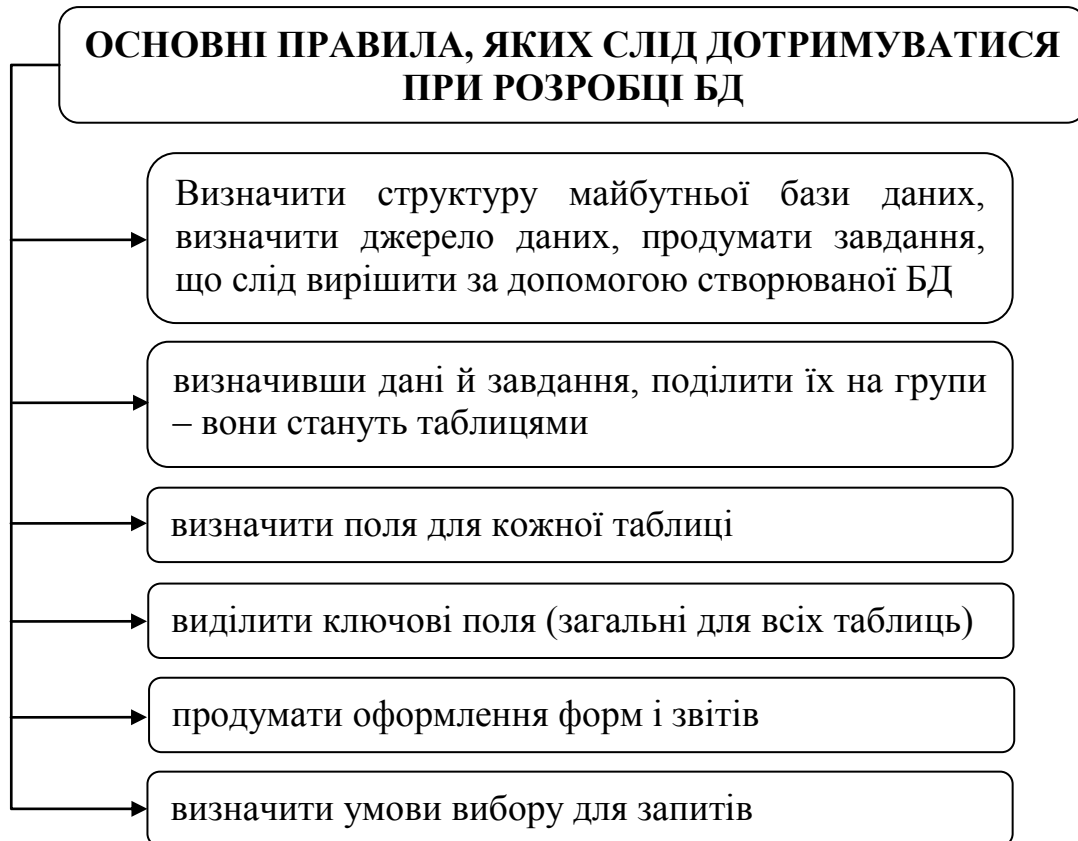 ОСНОВНІ ПРАВИЛА, ЯКИХ СЛІД ДОТРИМУВАТИСЯ
ПРИ РОЗРОБЦІ БД
Визначити структуру майбутньої бази даних,
визначити джерело даних, продумати завдання,
що слід вирішити за допомогою створюваної БД
визначивши дані й завдання, поділити їх на групи
– вони стануть таблицями
визначити поля для кожної таблиці
виділити ключові поля (загальні для всіх таблиць)
продумати оформлення форм і звітів
визначити умови вибору для запитів